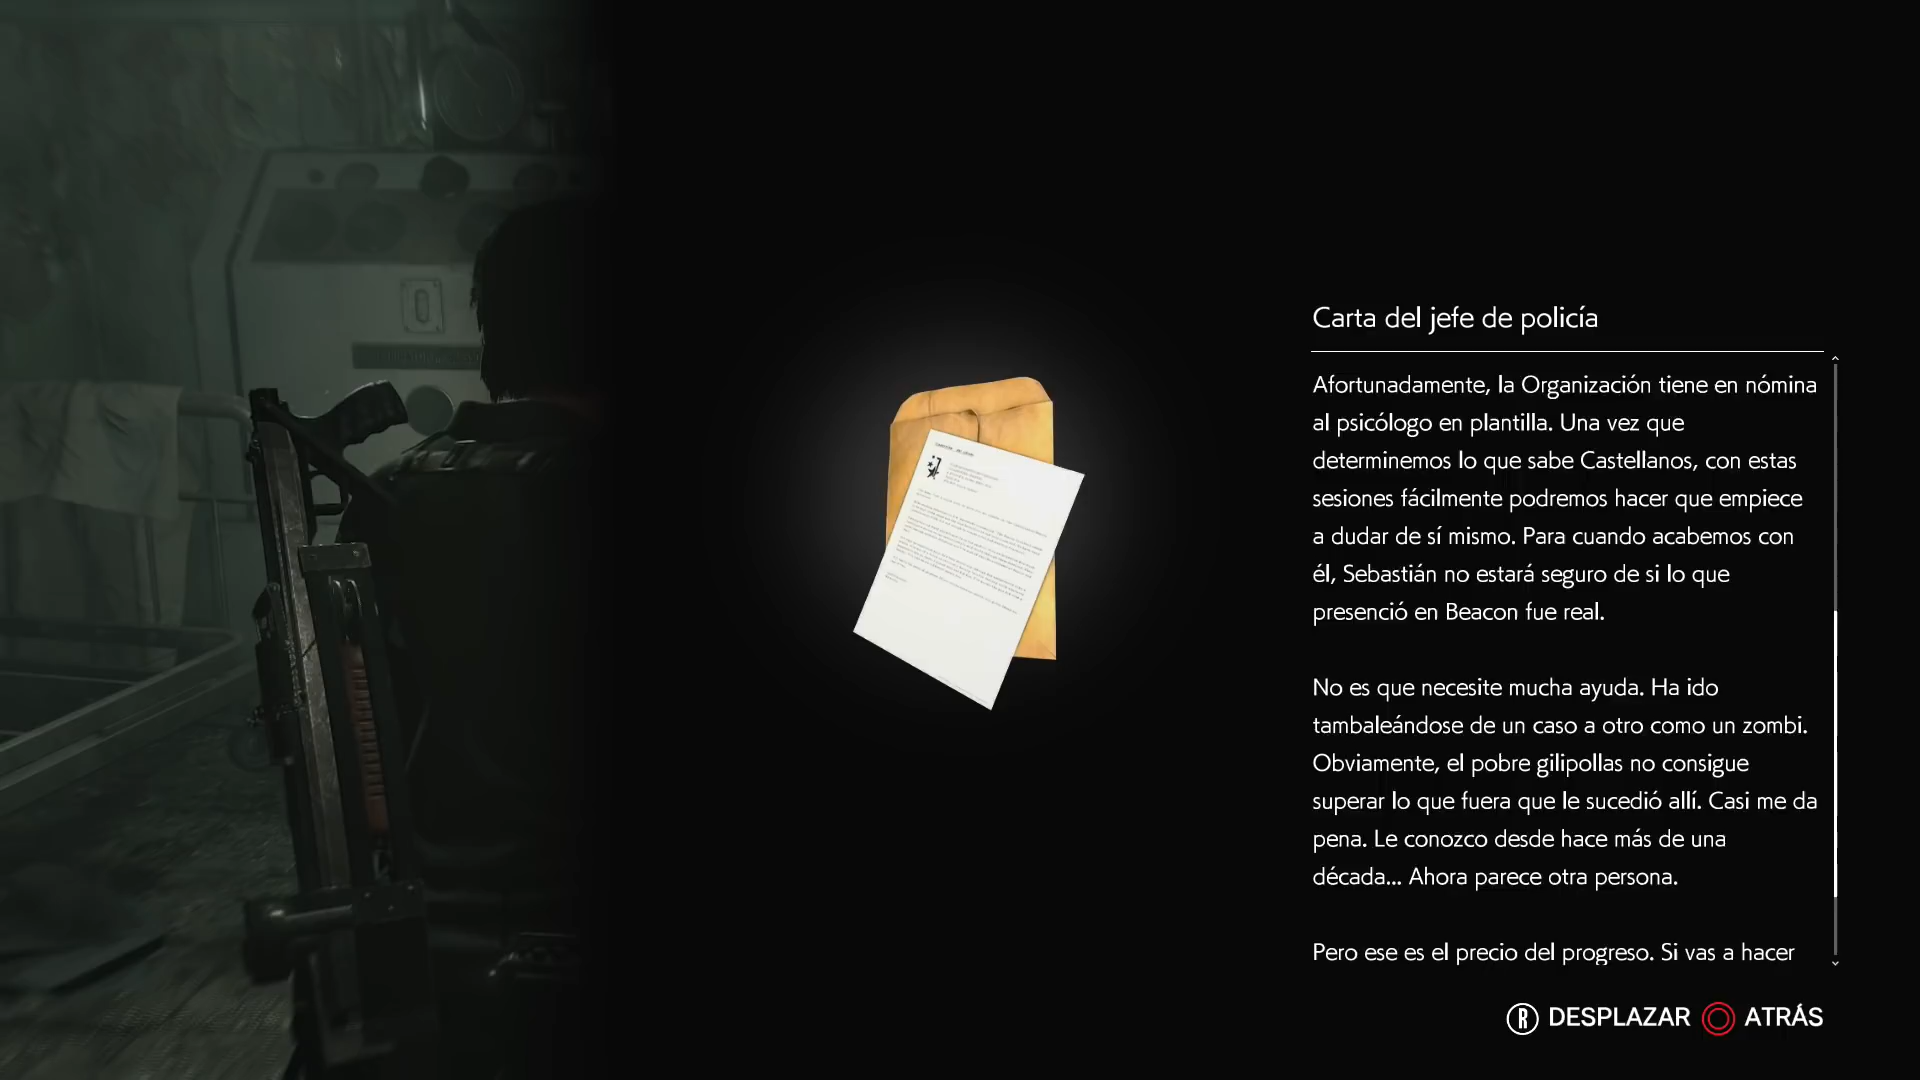 Carta del jefe de policía
Afortunadamente, la Organización tiene en nómina
al psicólogo en plantilla. Una vez que
determinemos lo que sabe Castellanos, con estas
sesiones fácilmente podremos hacer que empiece
a dudar de sí mismo. Para cuando acabemos con
él, Sebastián no estará seguro de si lo que
presenció en Beacon fue real.
No es que necesite mucha ayuda. Ha ido
tambaleándose de un caso a otro como un zombi.
Obviamente, el pobre gilipollas no consigue
superar lo que fuera que le sucedió allí. Casi me da
pena. Le conozco desde hace más de una
década... Ahora parece otra persona.
Pero ese es el precio del progreso. Si vas a hacer
R DESPLAZAR ATRÁS